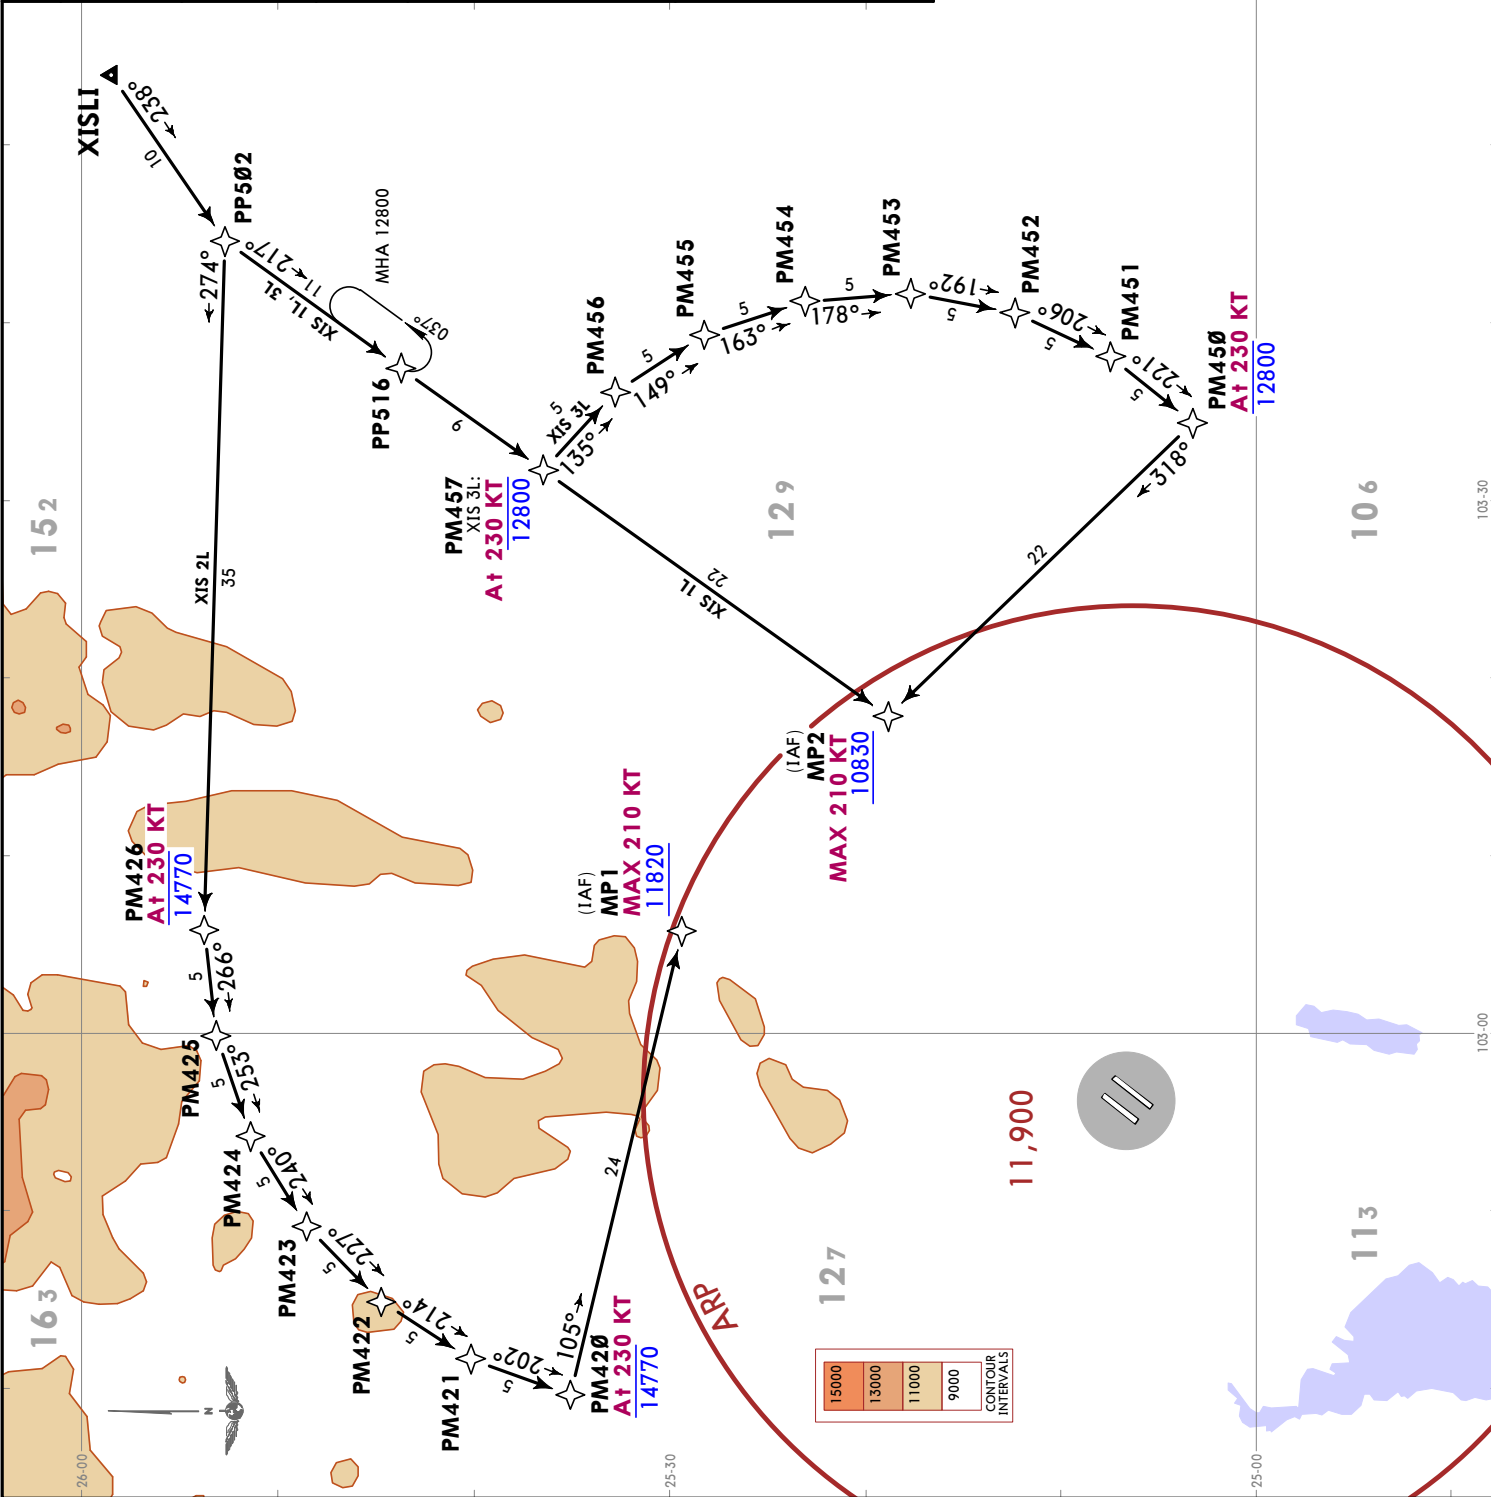 XISLI
238°
10
PP5Ø2
274°
217°
11
XIS 1L, 3L
MHA 12800
037°
PP516
9
XIS 2L
35
PM457
XIS 3L:
At 230 KT
12800
5
XIS 3L
135°
PM456
5
149°
PM455
5
163°
PM454
5
178°
PM453
5
192°
PM452
5
206°
PM451
5
221°
PM45Ø
At 230 KT
12800
318°
22
22
XIS 1L
(IAF)
MP2
MAX 210 KT
10830
(IAF)
MP1
MAX 210 KT
11820
PM426
At 230 KT
14770
5
266°
PM425
5
253°
PM424
5
240°
PM423
5
227°
PM422
5
214°
PM421
5
202°
PM42Ø
At 230 KT
14770
105°
24
152
129
106
163
127
113
11,900
ARP
N
15000
13000
11000
9000
CONTOUR
INTERVALS
26-00
25-30
25-00
103-30
103-00